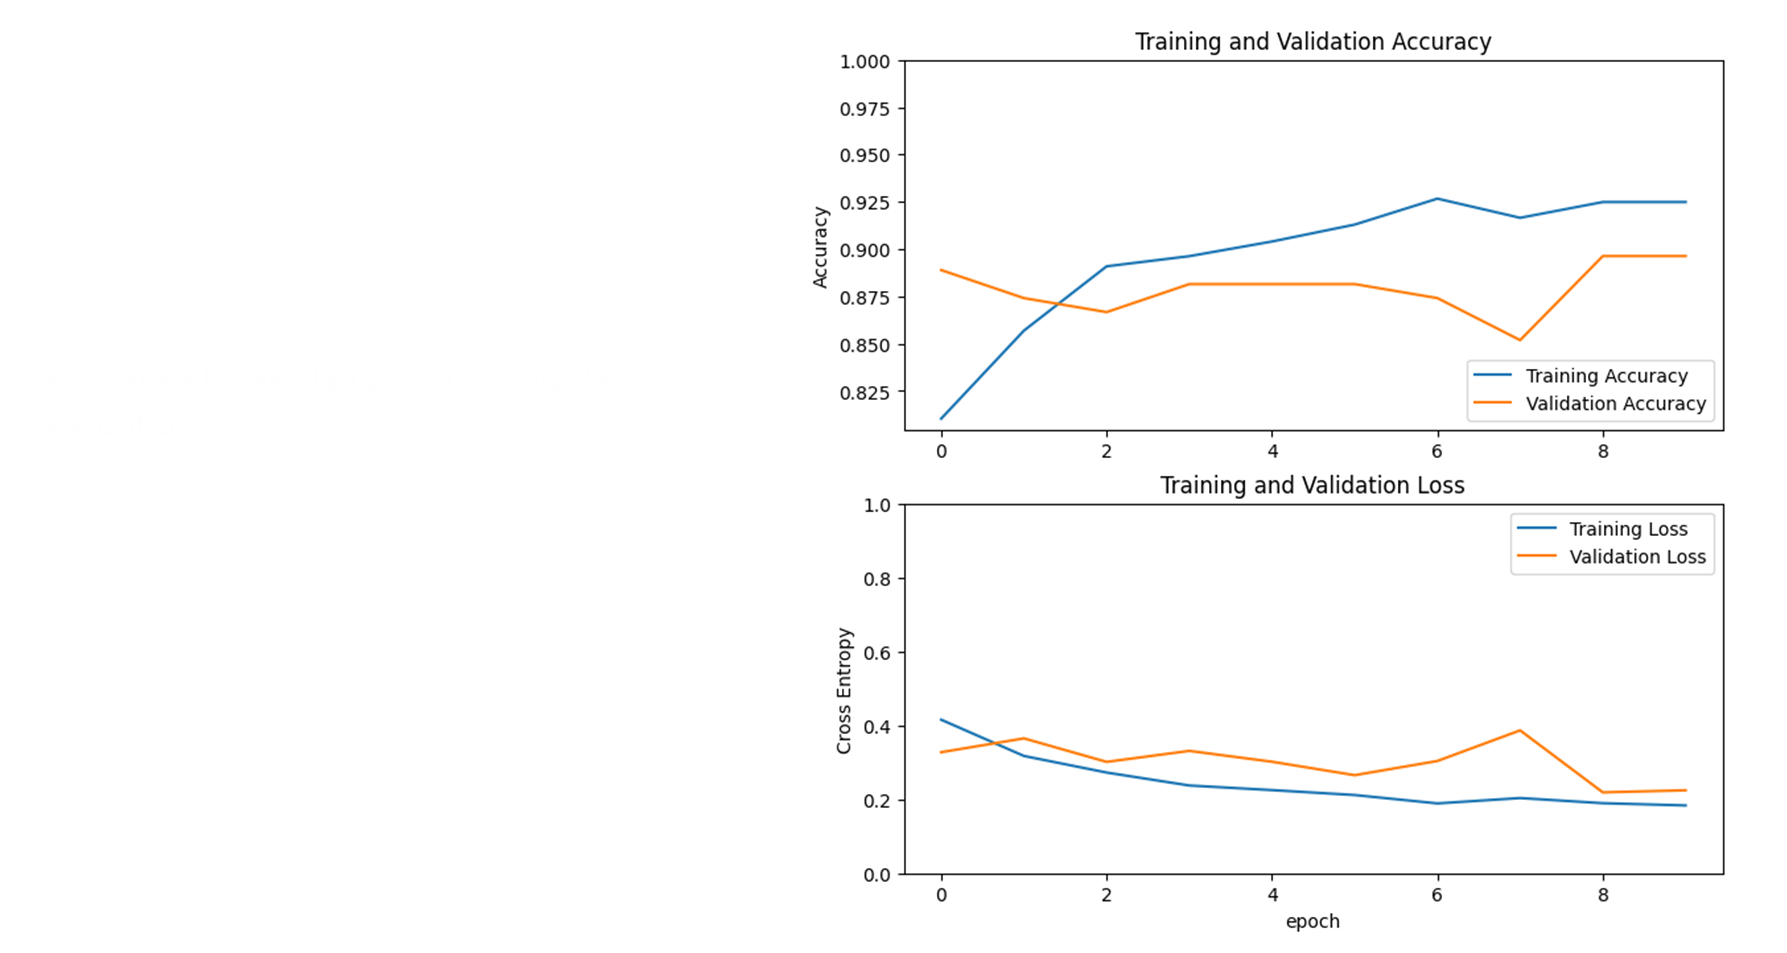 Training and Validation Accuracy
1.000
0.975
0.950
0.925
0.900
0.875
0.850
0.825
Accuracy
Training Accuracy
Validation Accuracy
0 2 4 6 8
Training and Validation Loss
1.0
0.8
0.6
0.4
0.2
0.0
Cross Entropy
Training Loss
Validation Loss
0 2 4 6 8
epoch